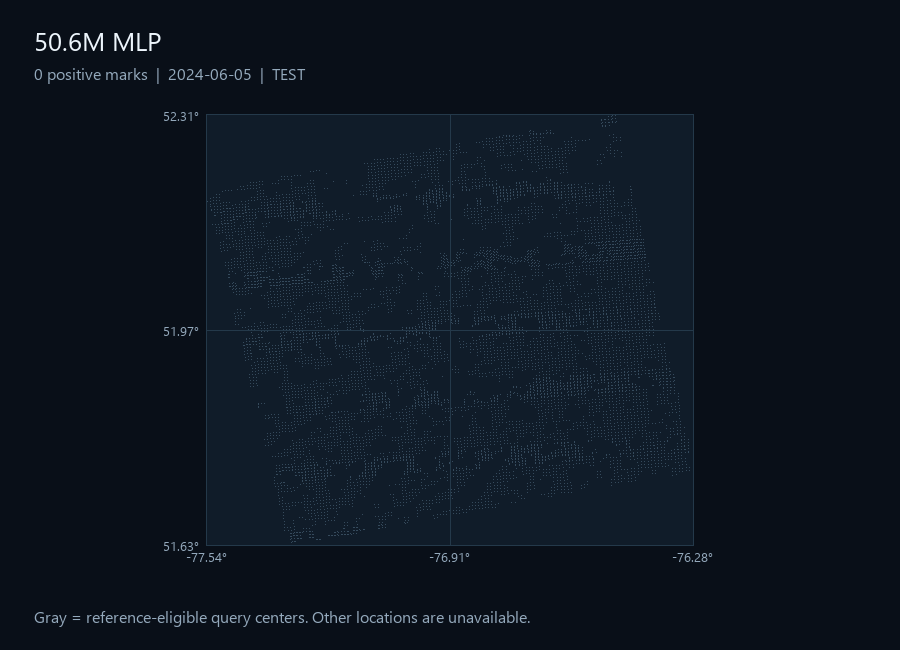 50.6M MLP
0 positive marks | 2024-06-05 | TEST
52.31°
51.97°
51.63°
-77.54°
-76.91°
-76.28°
Gray = reference-eligible query centers. Other locations are unavailable.